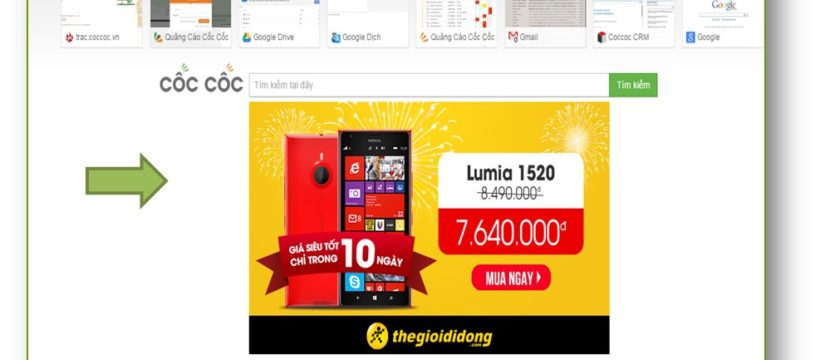 trac.coccoc.vn
Quảng Cáo Cốc Cốc
Google Drive
Google Dịch
Quảng Cáo Cốc Cốc
Gmail
Coccoc CRM
Google
Google
CỐC CỐC
Tìm kiếm tại đây
Tìm kiếm
NOKIA
Lumia 1520
8.490.000đ
7.640.000đ
GIÁ SIÊU TỐT
CHỈ TRONG
10 NGÀY
MUA NGAY
thegioididong
.com